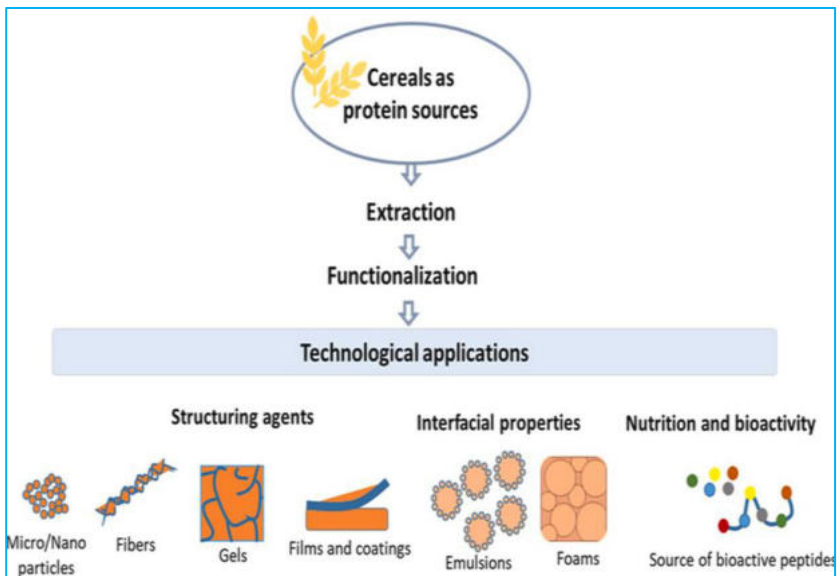 Cereals as
protein sources
Extraction
Functionalization
Technological applications
Structuring agents
Interfacial properties
Nutrition and bioactivity
Micro/Nano
particles
Fibers
Gels
Films and coatings
Emulsions
Foams
Source of bioactive peptides